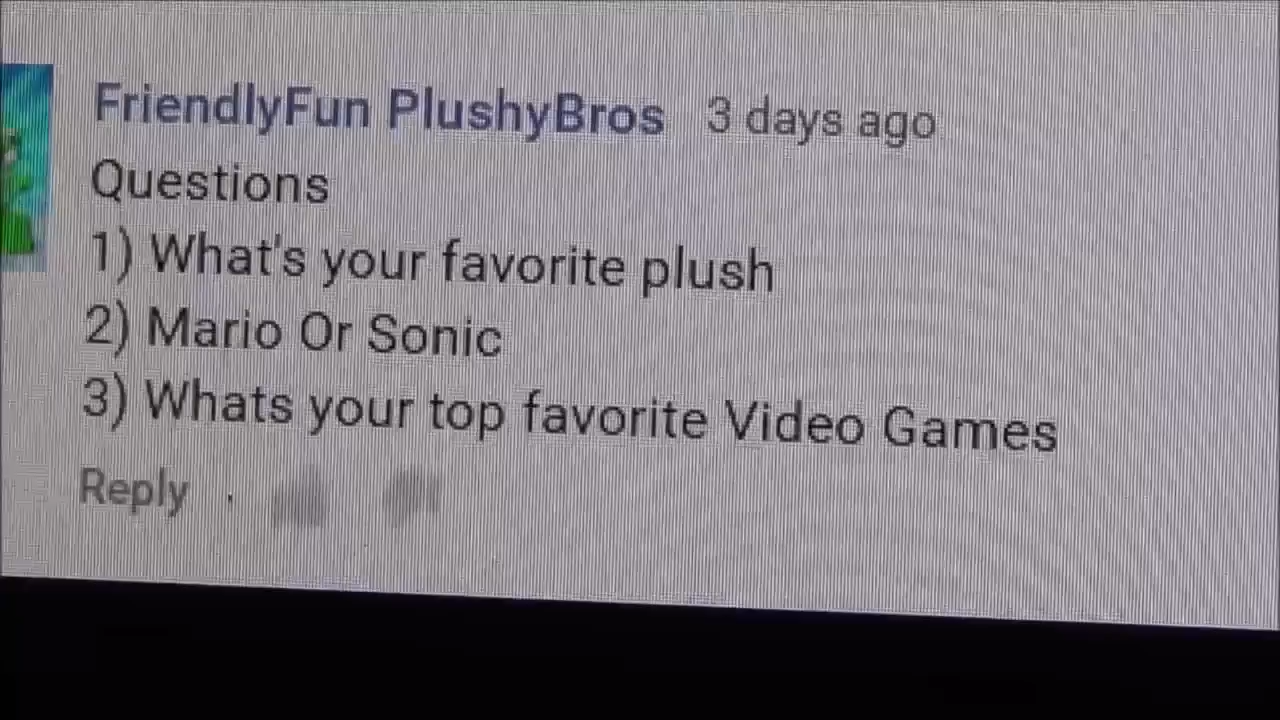 FriendlyFun PlushyBros 3 days ago
Questions
1) What's your favorite plush
2) Mario Or Sonic
3) Whats your top favorite Video Games
Reply